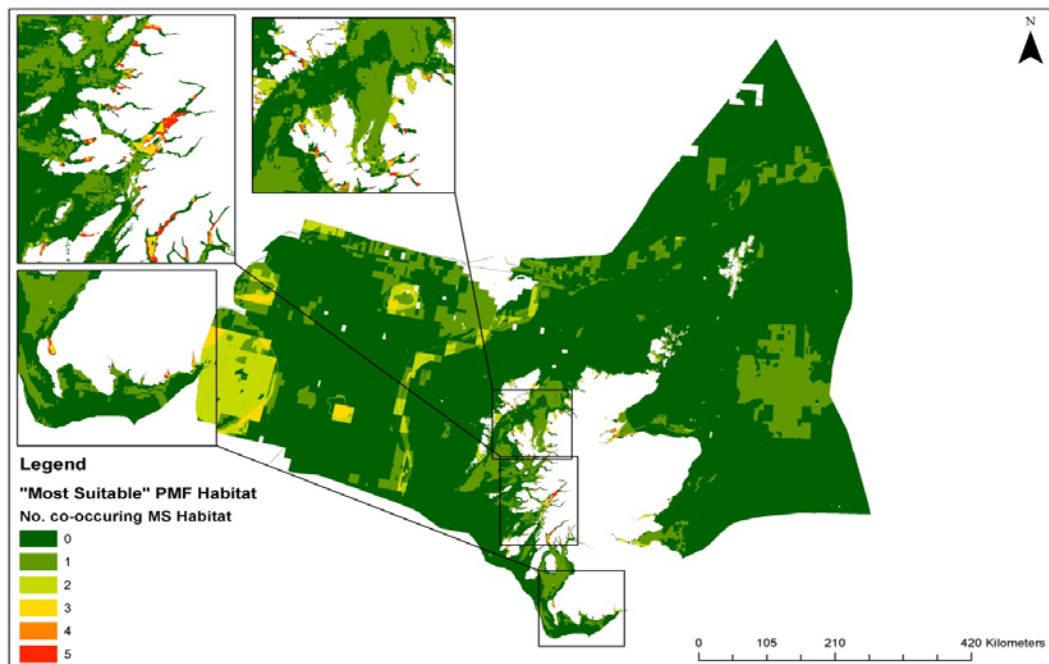 N
Legend
"Most Suitable" PMF Habitat
No. co-occuring MS Habitat
0
1
2
3
4
5
0 105 210 420 Kilometers